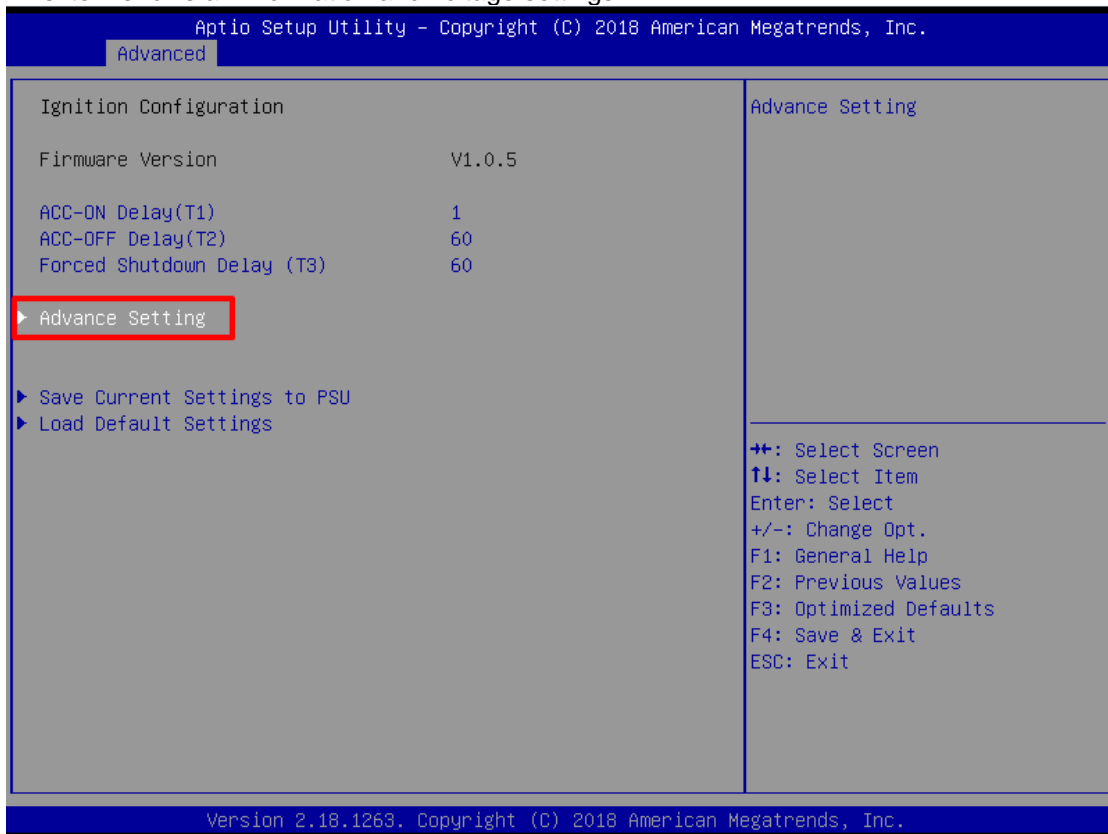 Aptio Setup Utility – Copyright (C) 2018 American Megatrends, Inc.
Advanced
Ignition Configuration
Firmware Version V1.0.5
ACC-ON Delay(T1) 1
ACC-OFF Delay(T2) 60
Forced Shutdown Delay (T3) 60
Advance Setting
Save Current Settings to PSU
Load Default Settings
Advance Setting
→←: Select Screen
↑↓: Select Item
Enter: Select
+/-: Change Opt.
F1: General Help
F2: Previous Values
F3: Optimized Defaults
F4: Save & Exit
ESC: Exit
Version 2.18.1263. Copyright (C) 2018 American Megatrends, Inc.